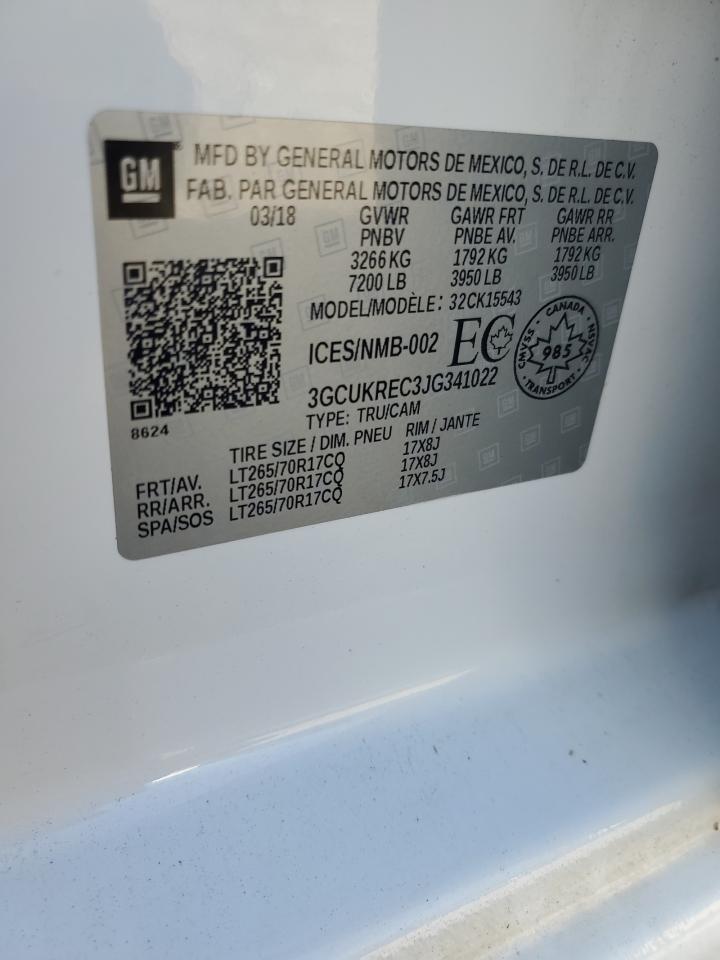 GM
MFD BY GENERAL MOTORS DE MEXICO, S. DE R.L. DE C.V.
FAB. PAR GENERAL MOTORS DE MEXICO, S. DE R.L. DE C.V.
03/18 GVWR GAWR FRT GAWR RR
PNBV PNBE AV. PNBE ARR.
3266 KG 1792 KG 1792 KG
7200 LB 3950 LB 3950 LB
MODEL/MODÈLE: 32CK15543
ICES/NMB-002 EC
CANADA
CMVSS 985 NSVAC
TRANSPORT
3GCUKREC3JG341022
TYPE: TRU/CAM
8624
TIRE SIZE / DIM. PNEU RIM / JANTE
FRT/AV. LT265/70R17CQ 17X8J
RR/ARR. LT265/70R17CQ 17X8J
SPA/SOS LT265/70R17CQ 17X7.5J